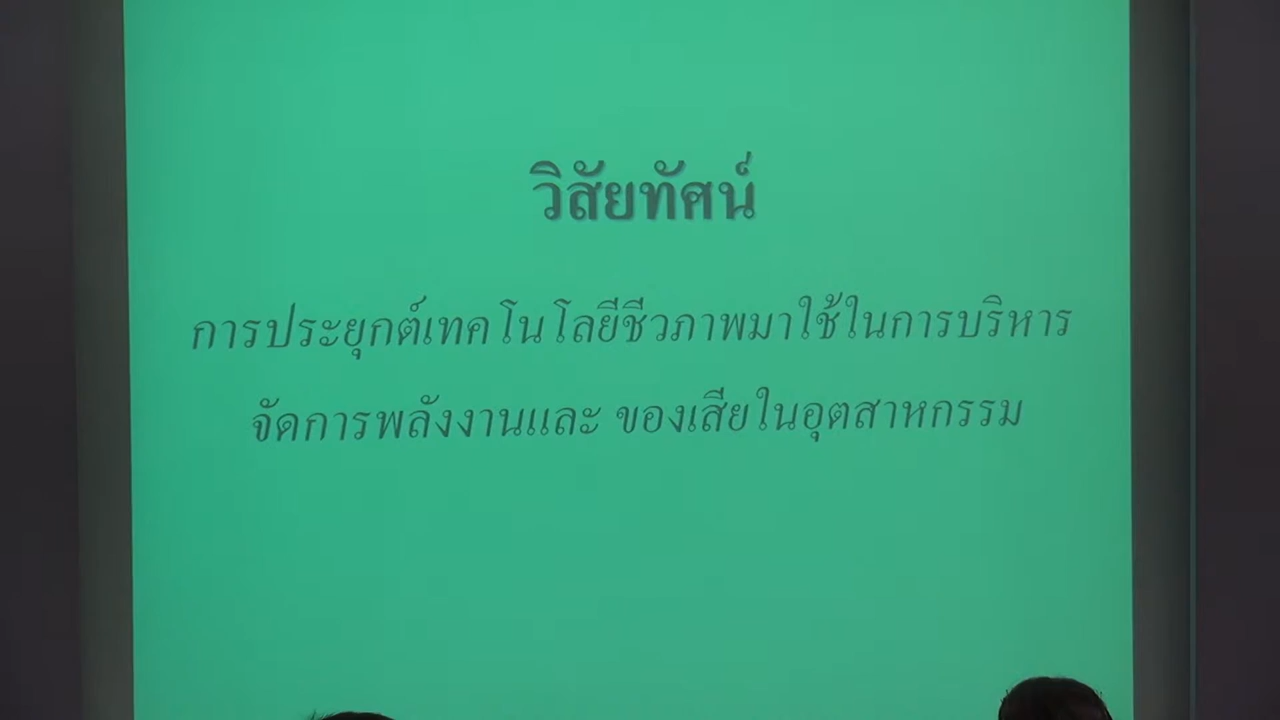 วิสัยทัศน์
การประยุกต์เทคโนโลยีชีวภาพมาใช้ในการบริหาร
จัดการพลังงานและ ของเสียในอุตสาหกรรม